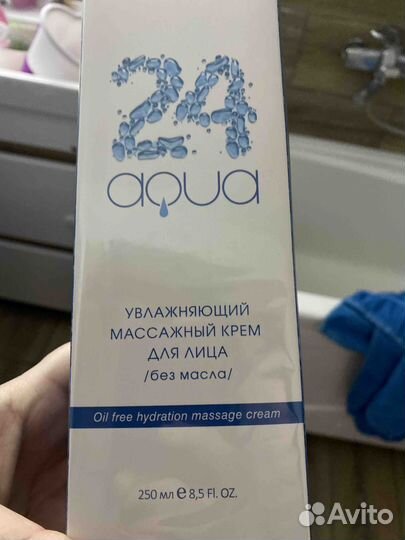 24
aqua
УВЛАЖНЯЮЩИЙ
МАССАЖНЫЙ КРЕМ
ДЛЯ ЛИЦА
/без масла/
Oil free hydration massage cream
250 мл ℮ 8,5 Fl. OZ.
Avito